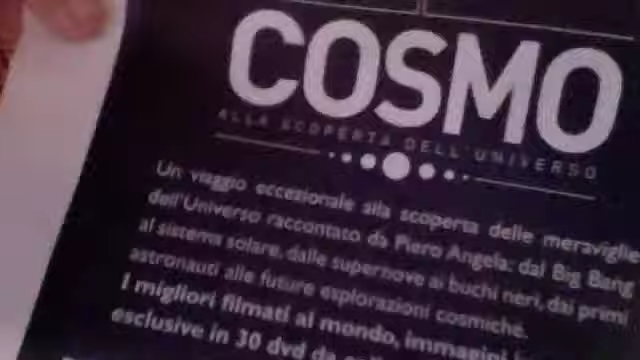 COSMO
ALLA SCOPERTA DELL'UNIVERSO
Un viaggio eccezionale alla scoperta delle meraviglie
dell'Universo raccontato da Piero Angela: dal Big Bang
al sistema solare, dalle supernove ai buchi neri, dai primi
astronauti alle future esplorazioni cosmiche.
I migliori filmati al mondo, immagini
esclusive in 30 dvd da